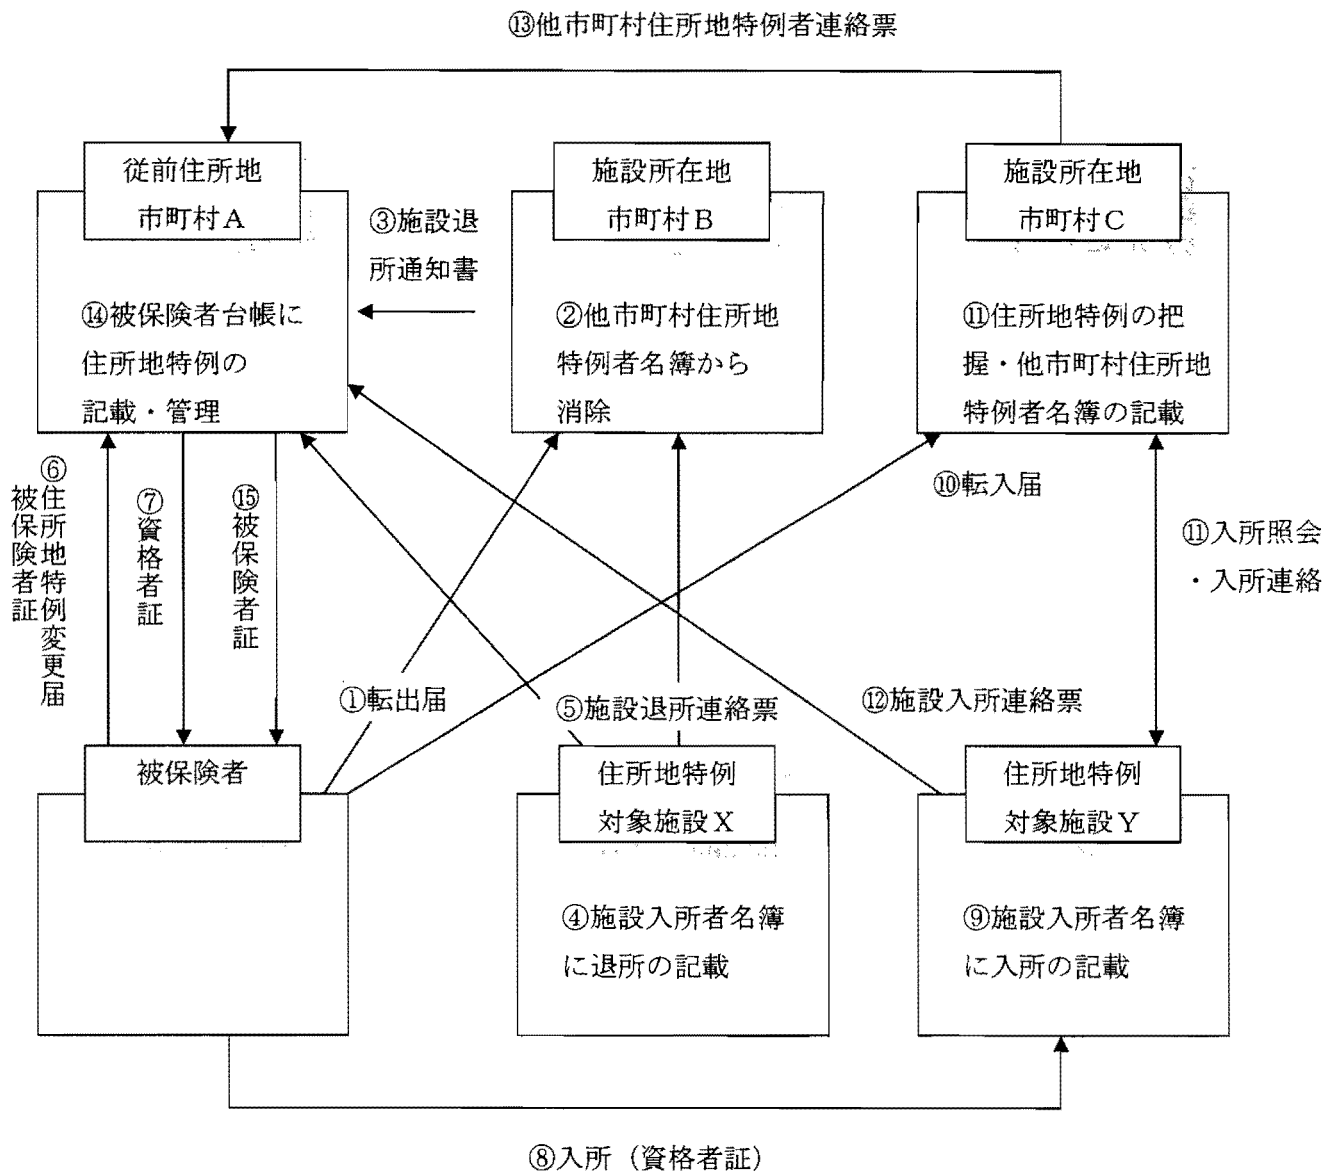 ⑬他市町村住所地特例者連絡票
従前住所地
市町村A
③施設退
所通知書
施設所在地
市町村B
施設所在地
市町村C
⑭被保険者台帳に
住所地特例の
記載・管理
②他市町村住所地
特例者名簿から
消除
⑪住所地特例の把
握・他市町村住所地
特例者名簿の記載
⑥住所地特例変更届
被保険者証
⑦資格者証
⑮被保険者証
⑩転入届
⑪入所照会
・入所連絡
①転出届
⑤施設退所連絡票
⑫施設入所連絡票
被保険者
住所地特例
対象施設X
住所地特例
対象施設Y
④施設入所者名簿
に退所の記載
⑨施設入所者名簿
に入所の記載
⑧入所（資格者証）